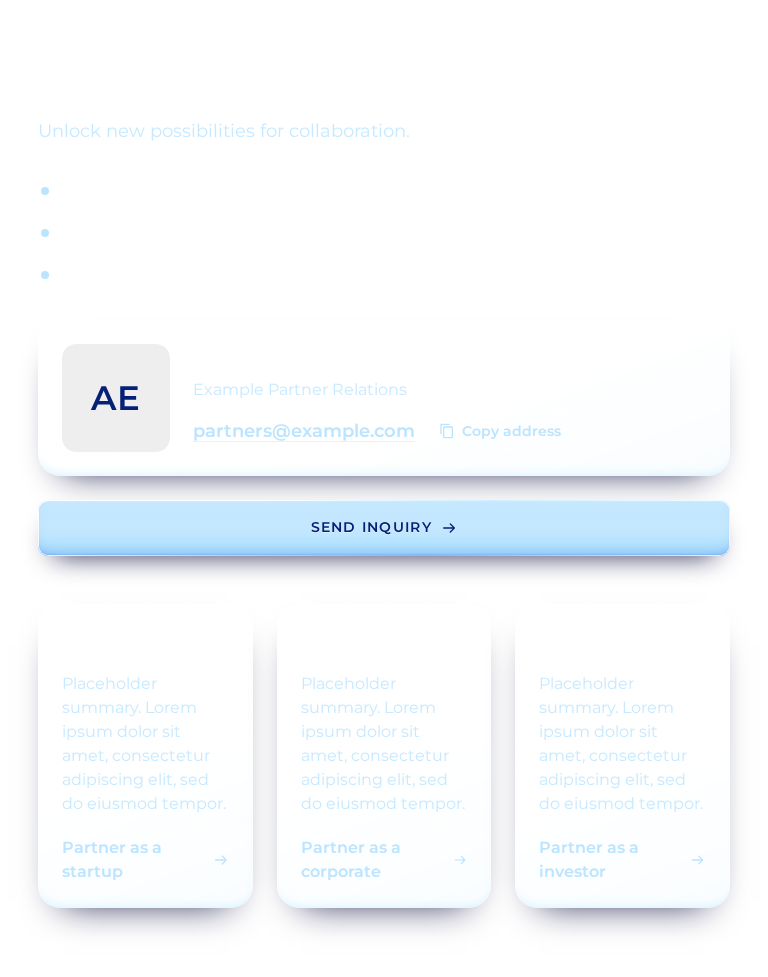 Unlock new possibilities for collaboration.
AE
Example Partner Relations
partners@example.com
Copy address
SEND INQUIRY
Placeholder
summary. Lorem
ipsum dolor sit
amet, consectetur
adipiscing elit, sed
do eiusmod tempor.
Partner as a
startup
Placeholder
summary. Lorem
ipsum dolor sit
amet, consectetur
adipiscing elit, sed
do eiusmod tempor.
Partner as a
corporate
Placeholder
summary. Lorem
ipsum dolor sit
amet, consectetur
adipiscing elit, sed
do eiusmod tempor.
Partner as a
investor